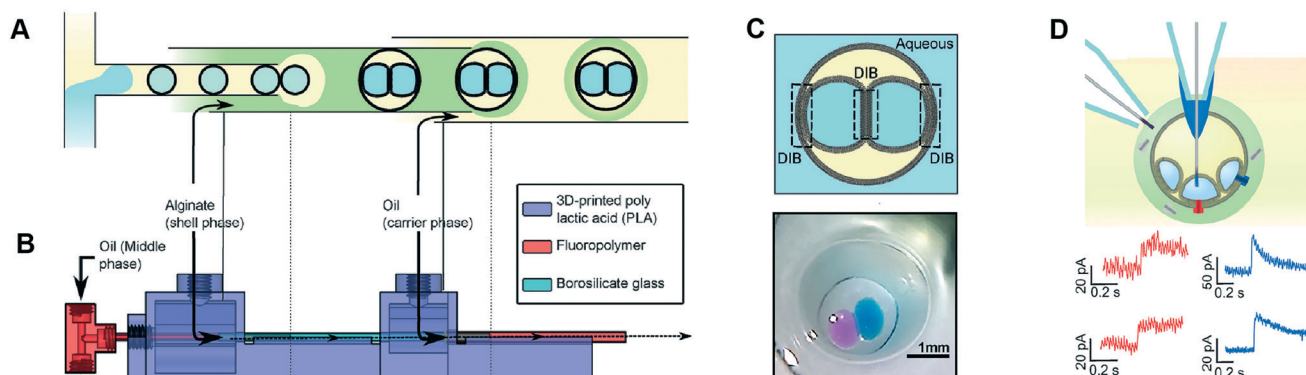 A
B
Oil (Middle
phase)
Alginate
(shell phase)
Oil
(carrier phase)
3D-printed poly
lactic acid (PLA)
Fluoropolymer
Borosilicate glass
C
Aqueous
DIB
DIB
DIB
1mm
D
20 pA
0.2 s
50 pA
0.2 s
20 pA
0.2 s
20 pA
0.2 s